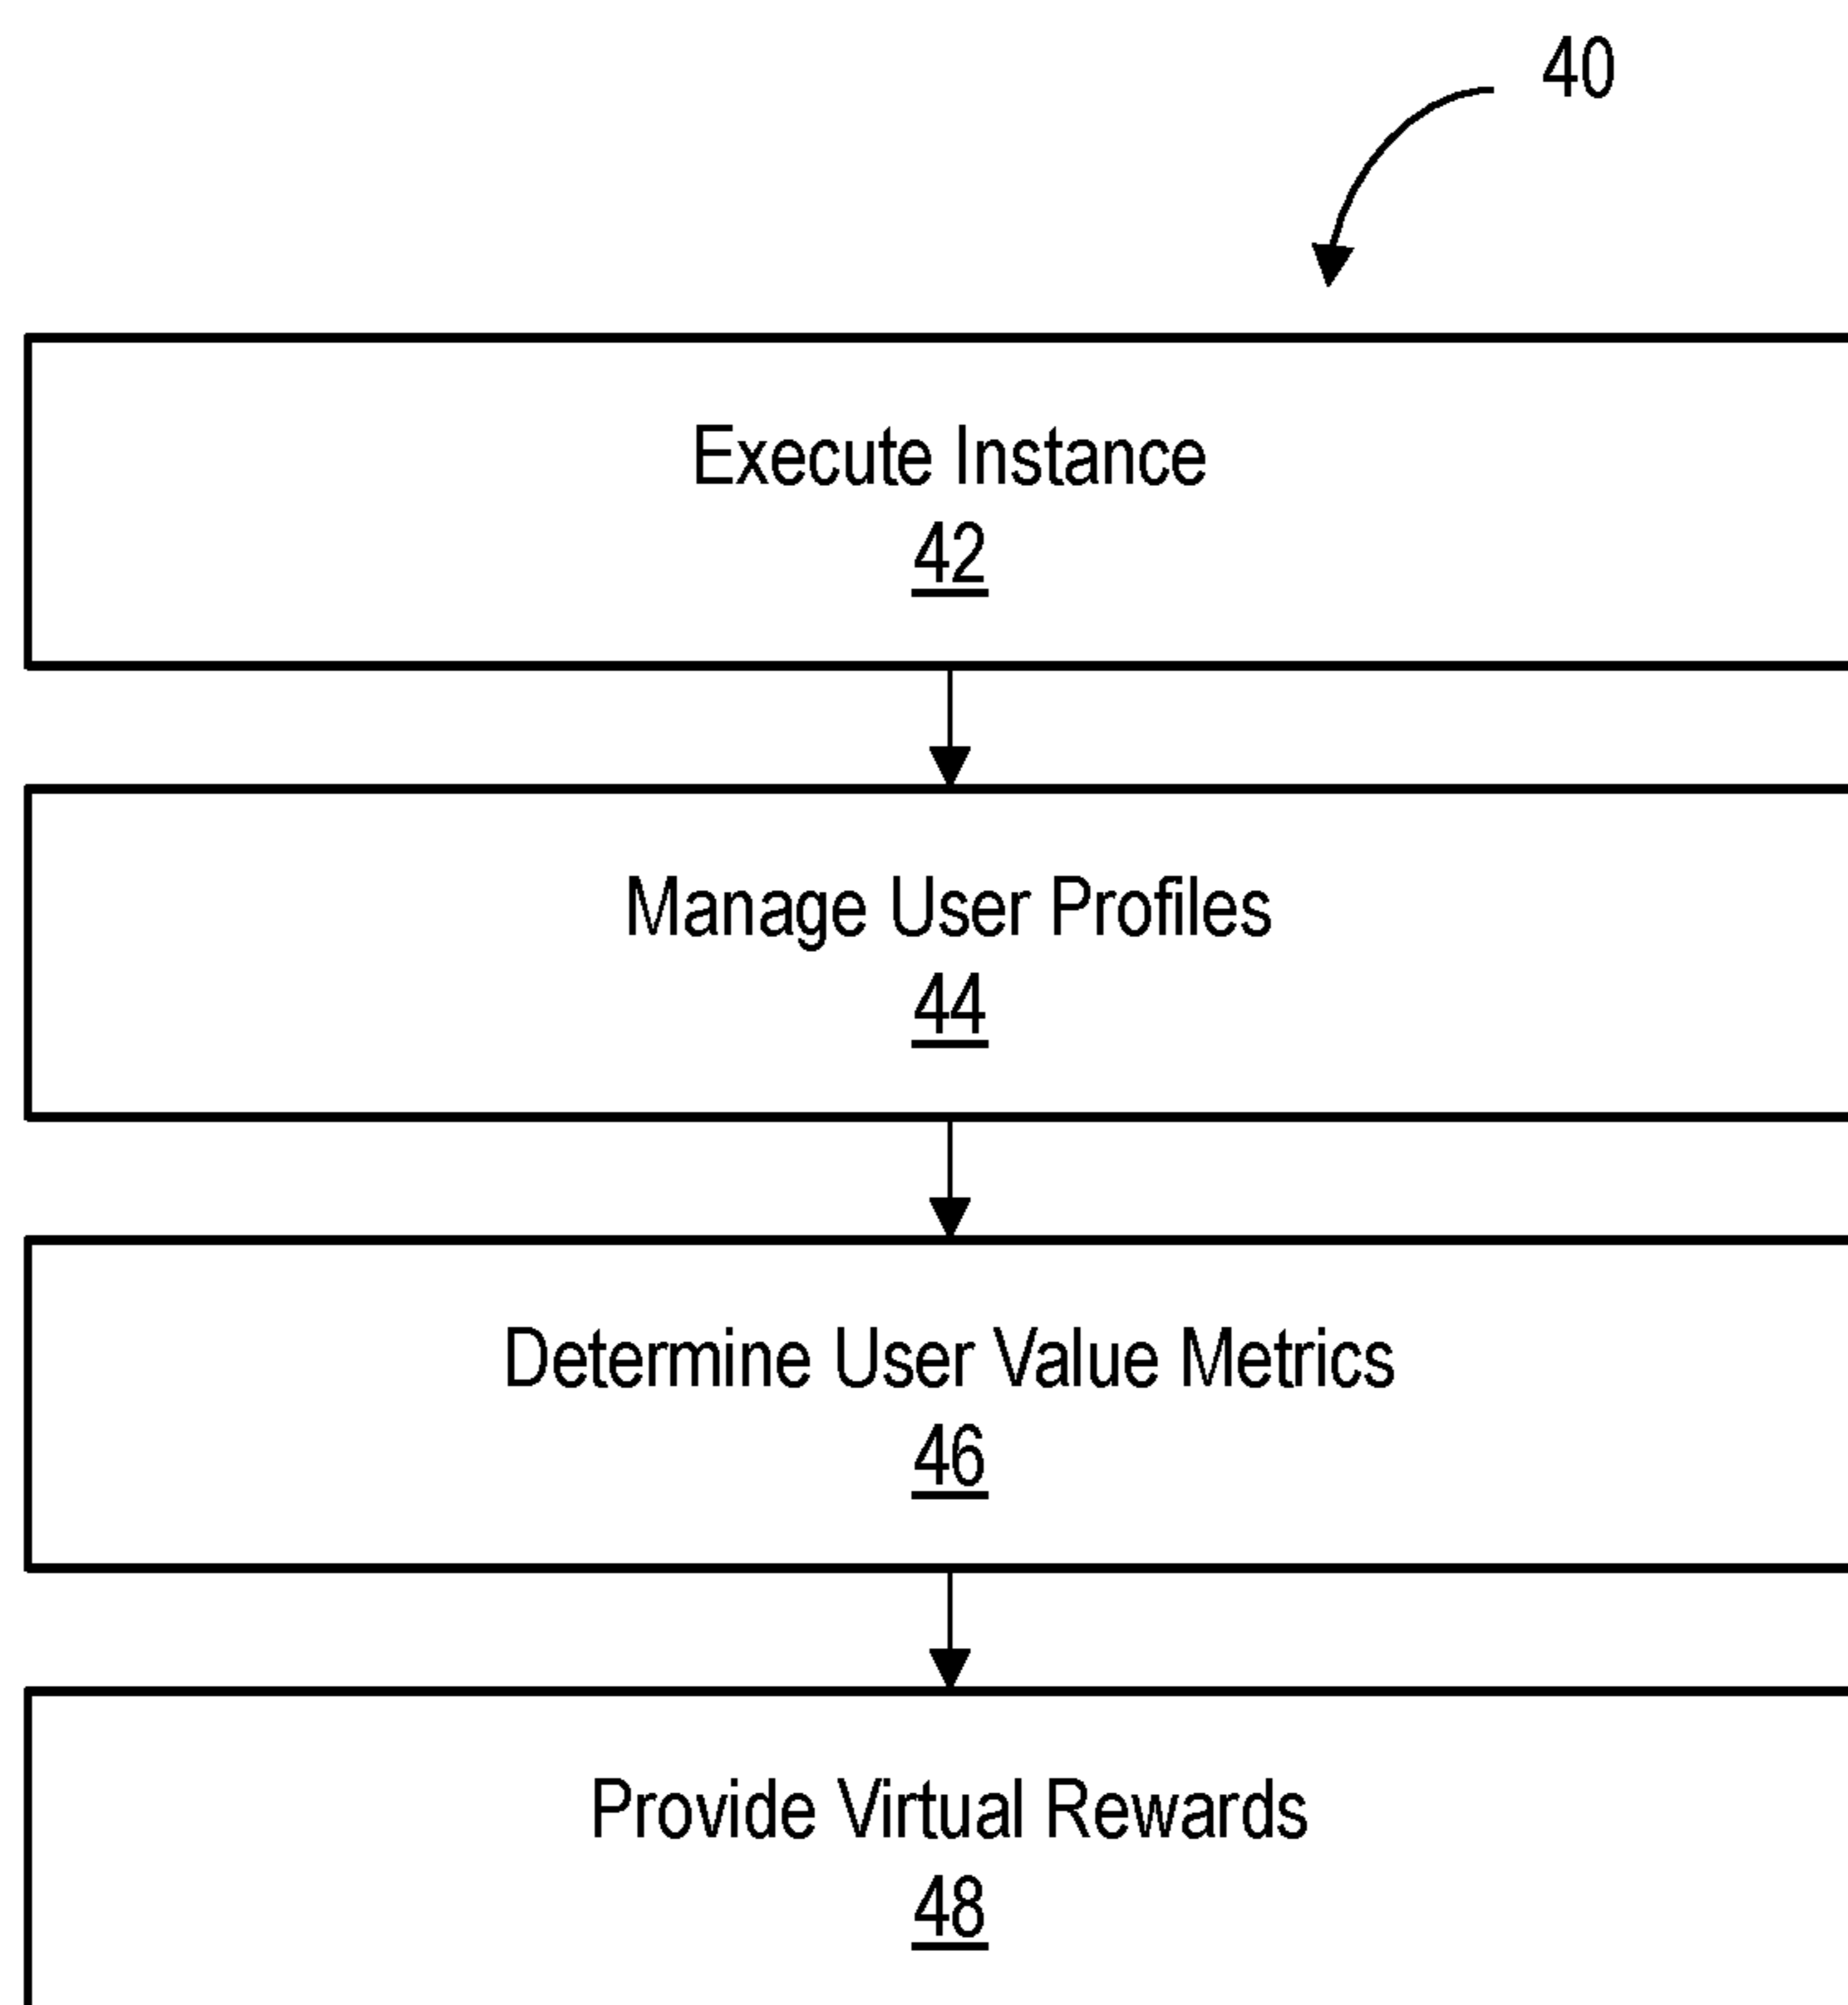 40
Execute Instance
42
Manage User Profiles
44
Determine User Value Metrics
46
Provide Virtual Rewards
48